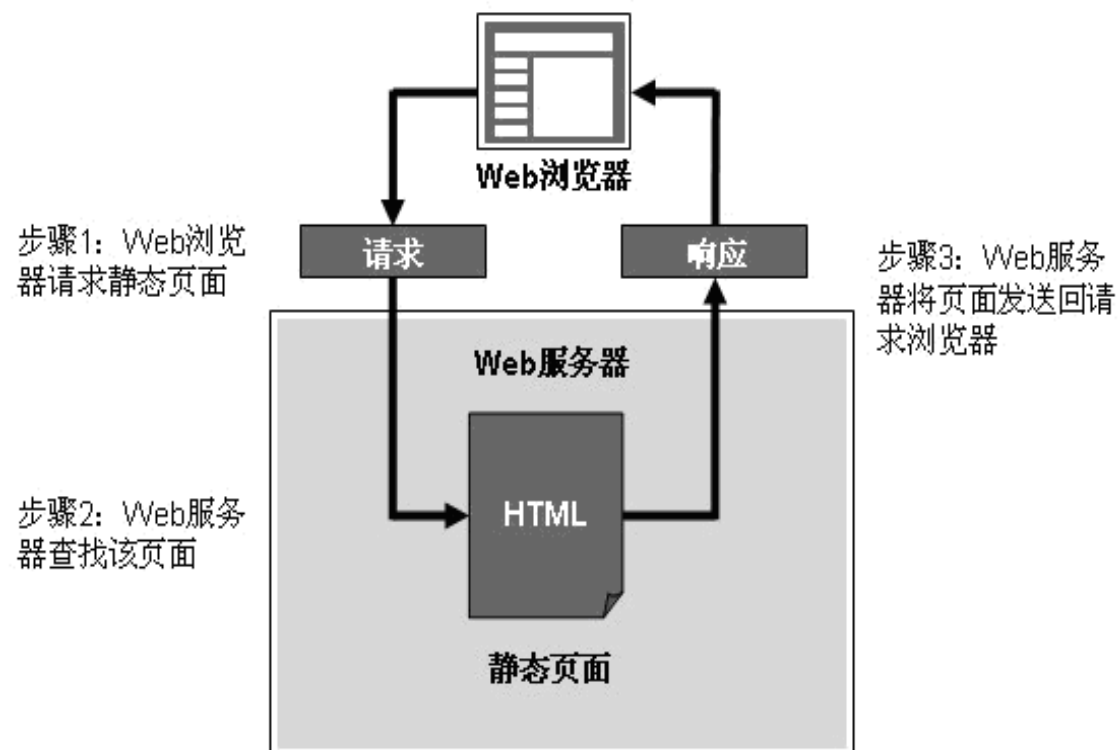 Web浏览器
步骤1：Web浏览
器请求静态页面
请求
响应
步骤3：Web服务
器将页面发送回请
求浏览器
Web服务器
HTML
步骤2：Web服务
器查找该页面
静态页面